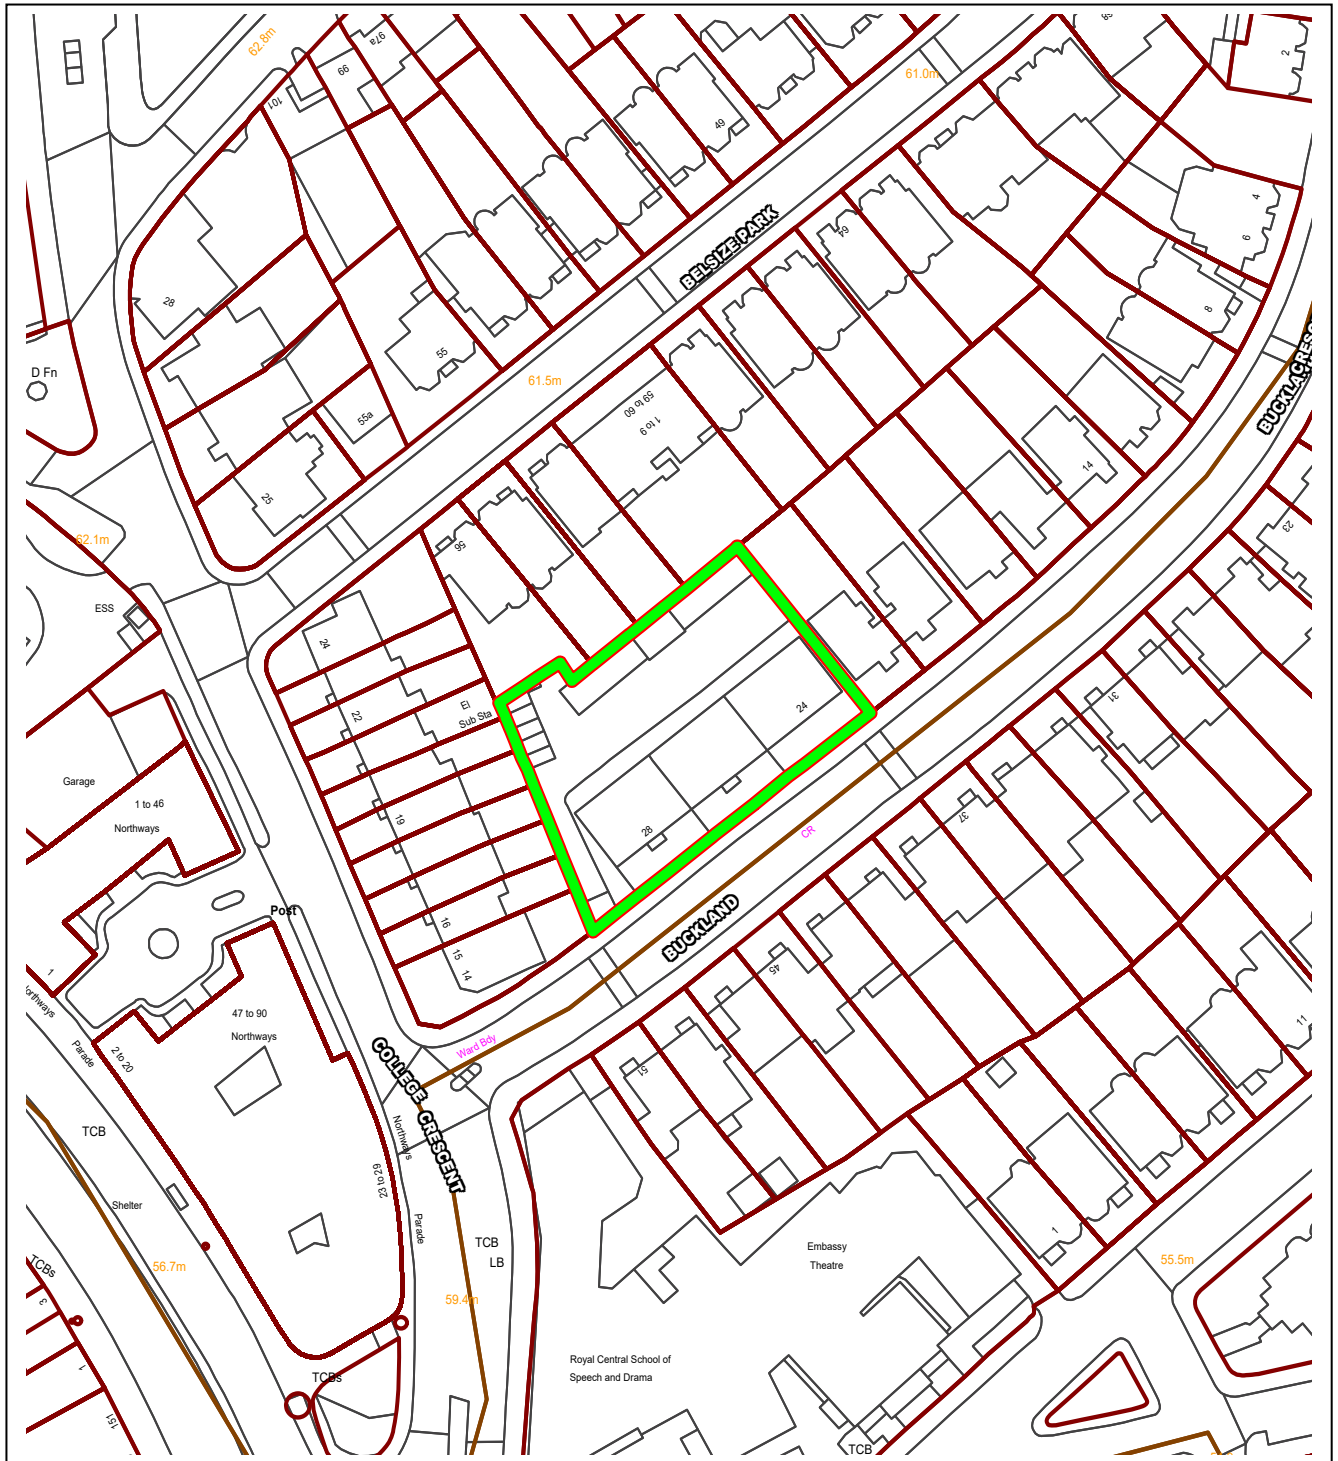 62.8m
97a
99
101
61.0m
2
49
4
6
64
BELSIZE PARK
28
8
55
D Fn
61.5m
59 to 60
1 to 9
BUCKLA
CRESC
55a
14
25
23
62.1m
56
ESS
24
El
Sub Sta
22
31
24
Garage
1 to 46
Northways
19
37
28
CR
Post
BUCKLAND
16
15
14
45
1
47 to 90
Northways
11
Parade
2 to 20
Ward Bdy
51
COLLEGE CRESCENT
TCB
Northways
23 to 29
Parade
Shelter
1
TCB
LB
Embassy
Theatre
55.5m
TCBs
56.7m
3
59.4m
1
Royal Central School of
Speech and Drama
TCBs
151
TCB